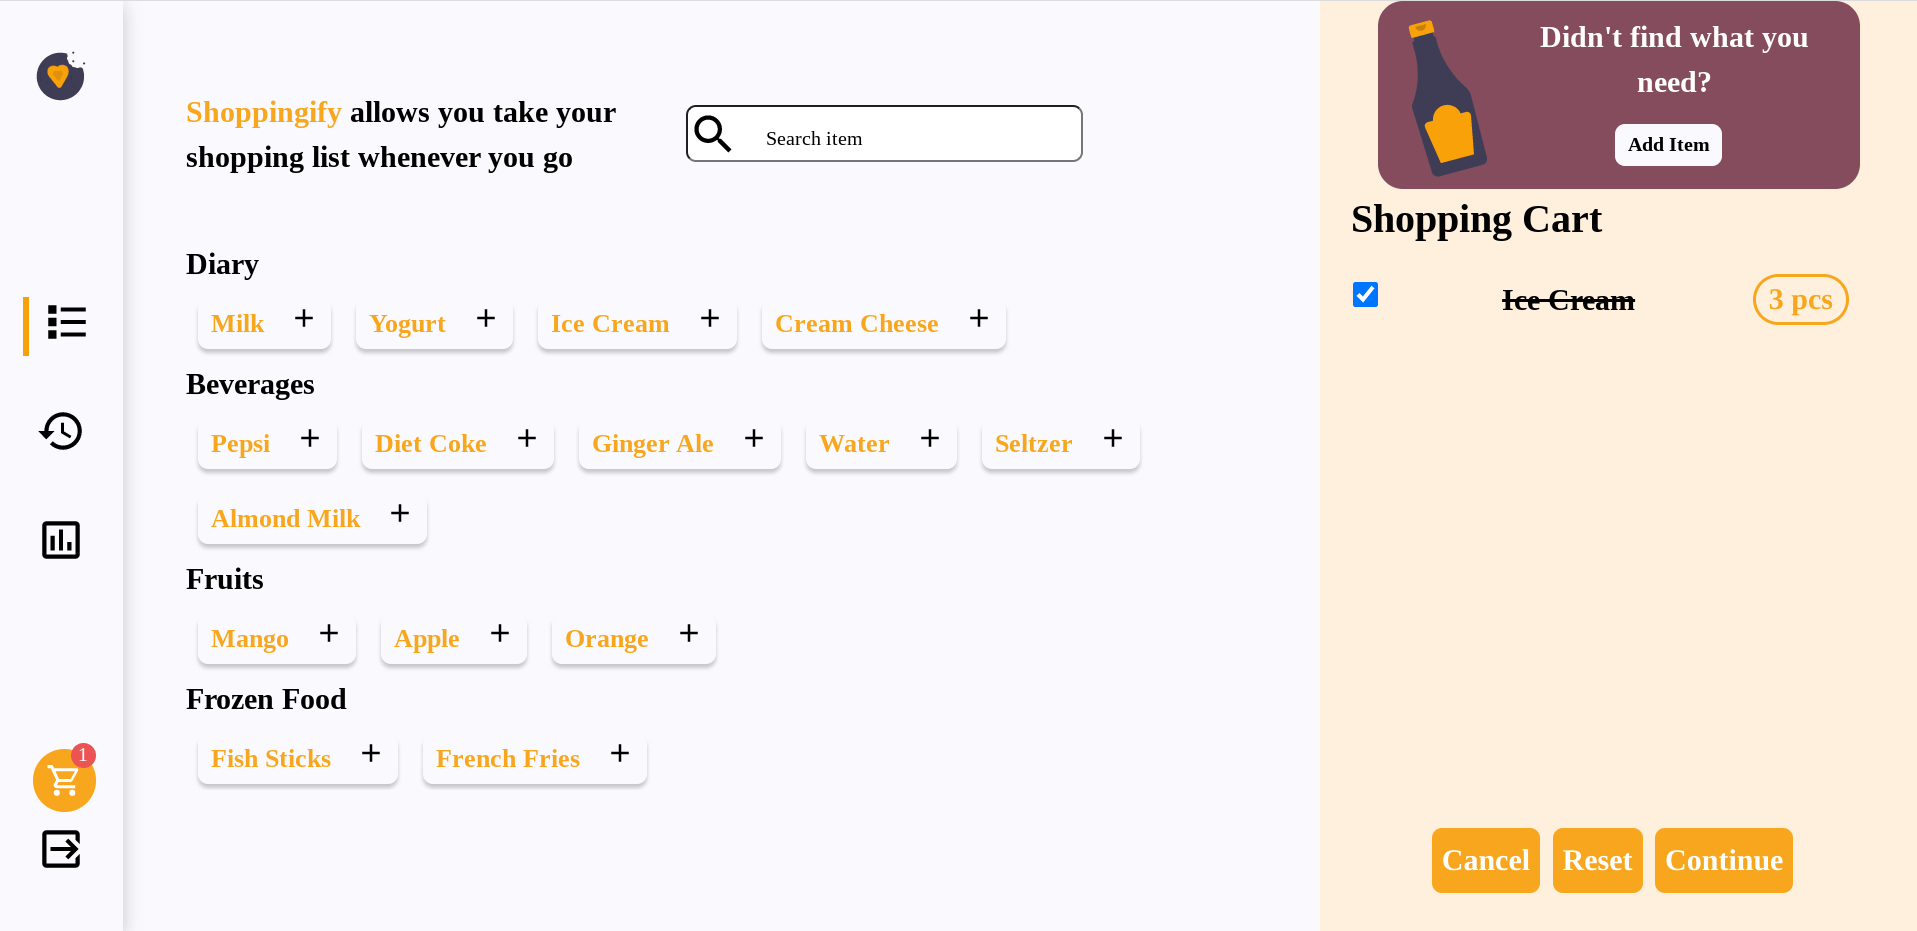 Shoppingify allows you take your
shopping list whenever you go
Search item
Diary
Milk
Yogurt
Ice Cream
Cream Cheese
Beverages
Pepsi
Diet Coke
Ginger Ale
Water
Seltzer
Almond Milk
Fruits
Mango
Apple
Orange
Frozen Food
Fish Sticks
French Fries
1
Didn't find what you
need?
Add Item
Shopping Cart
Ice Cream
3 pcs
Cancel
Reset
Continue